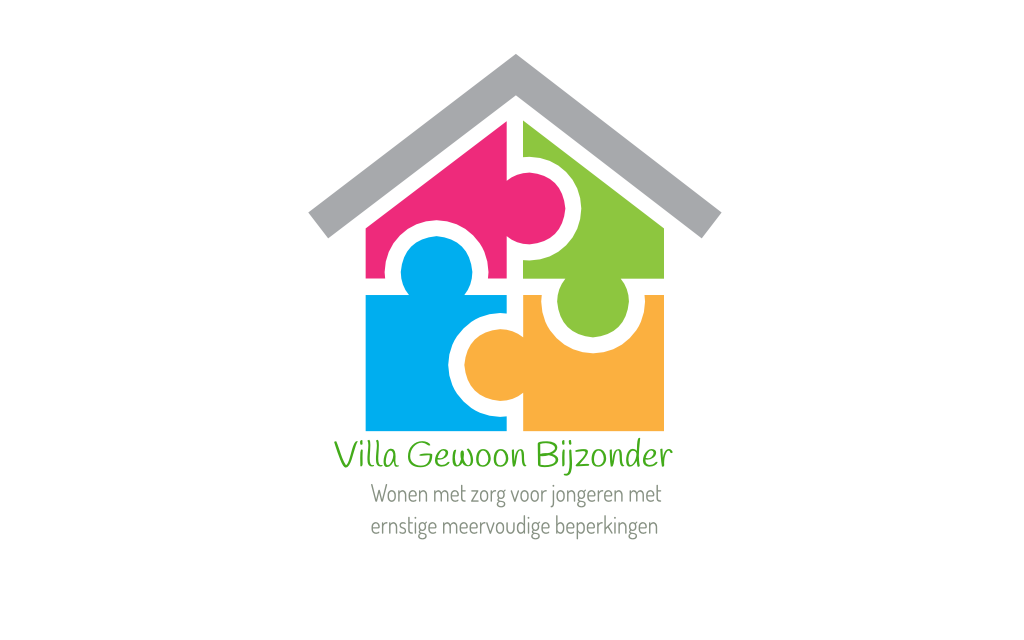 Villa Gewoon Bijzonder
Wonen met zorg voor jongeren met
ernstige meervoudige beperkingen